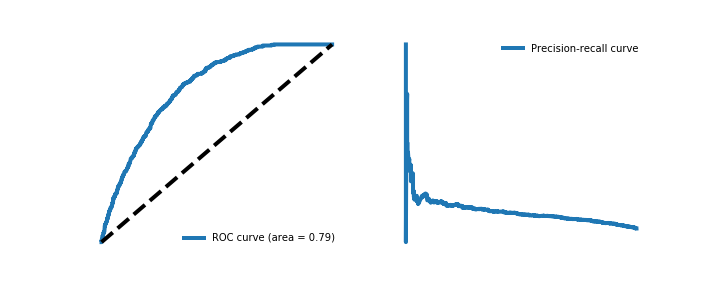 Precision-recall curve
ROC curve (area = 0.79)